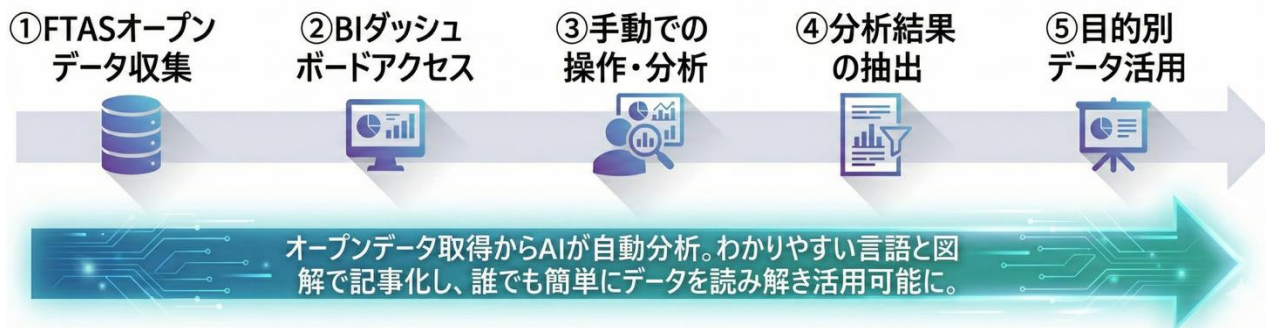 ①FTASオープン
データ収集
②BIダッシュ
ボードアクセス
③手動での
操作・分析
④分析結果
の抽出
⑤目的別
データ活用
オープンデータ取得からAIが自動分析。わかりやすい言語と図
解で記事化し、誰でも簡単にデータを読み解き活用可能に。